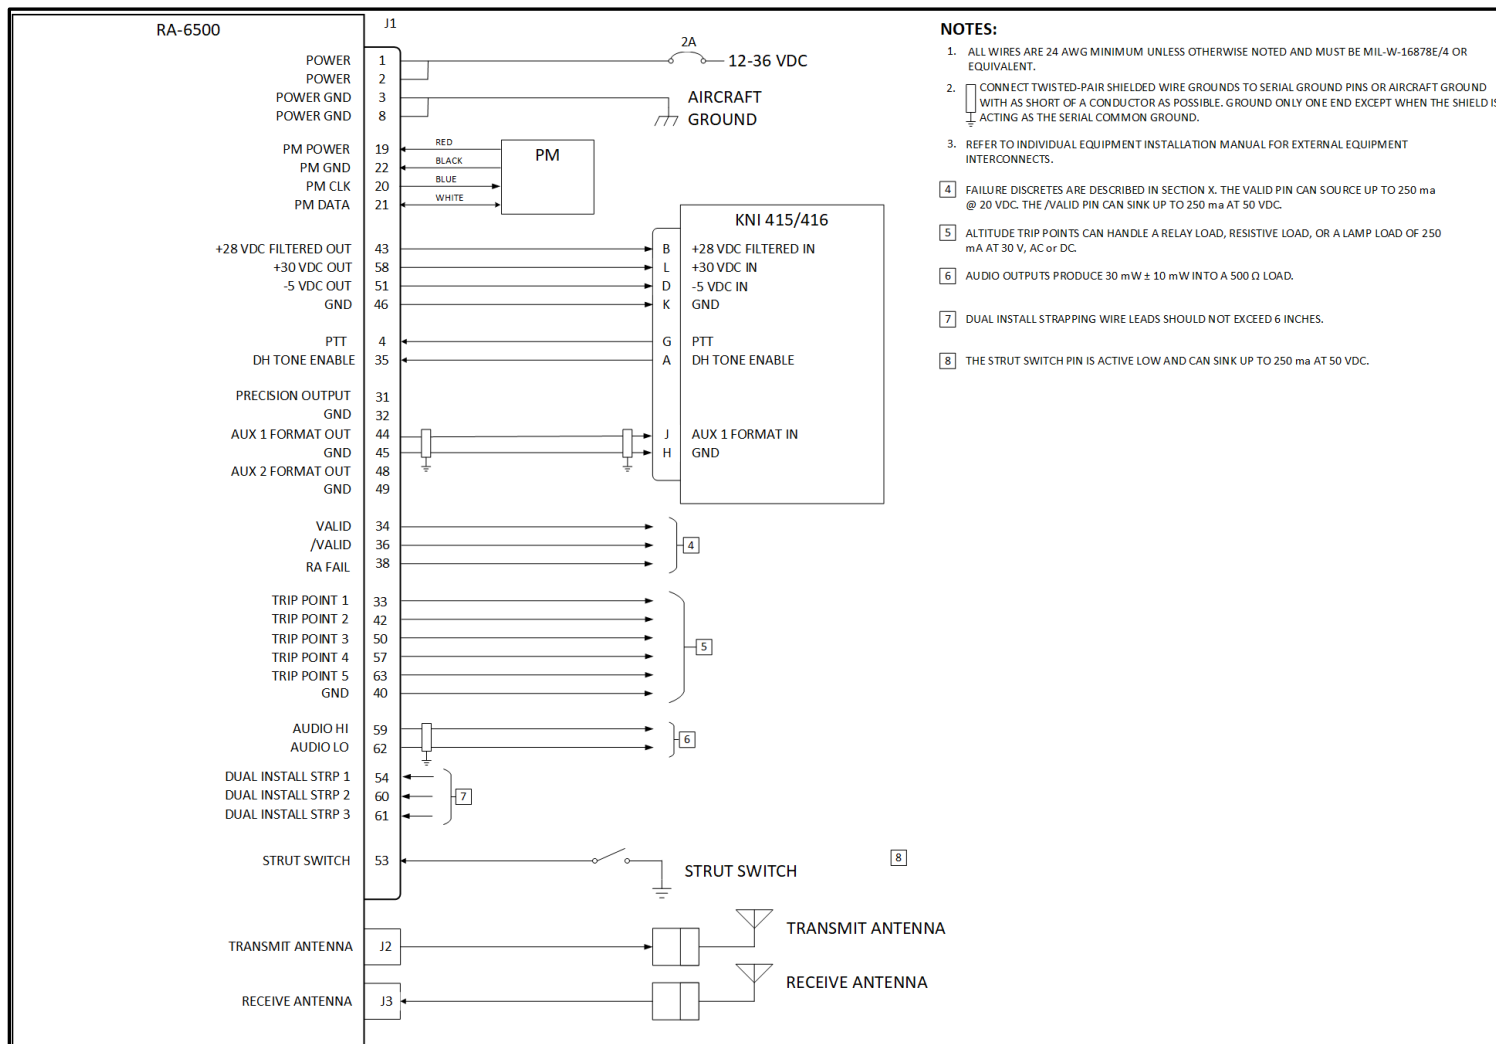 RA-6500
J1
POWER 1
POWER 2
POWER GND 3
POWER GND 8
2A
12-36 VDC
AIRCRAFT
GROUND
PM POWER 19 RED
PM GND 22 BLACK
PM CLK 20 BLUE
PM DATA 21 WHITE
PM
KNI 415/416
+28 VDC FILTERED OUT 43 B +28 VDC FILTERED IN
+30 VDC OUT 58 L +30 VDC IN
-5 VDC OUT 51 D -5 VDC IN
GND 46 K GND
PTT 4 G PTT
DH TONE ENABLE 35 A DH TONE ENABLE
PRECISION OUTPUT 31
GND 32
AUX 1 FORMAT OUT 44 J AUX 1 FORMAT IN
GND 45 H GND
AUX 2 FORMAT OUT 48
GND 49
VALID 34
/VALID 36 4
RA FAIL 38
TRIP POINT 1 33
TRIP POINT 2 42
TRIP POINT 3 50
TRIP POINT 4 57
TRIP POINT 5 63
GND 40
5
AUDIO HI 59
AUDIO LO 62
6
DUAL INSTALL STRP 1 54
DUAL INSTALL STRP 2 60 7
DUAL INSTALL STRP 3 61
STRUT SWITCH 53
STRUT SWITCH
8
TRANSMIT ANTENNA J2
TRANSMIT ANTENNA
RECEIVE ANTENNA J3
RECEIVE ANTENNA
NOTES:
1. ALL WIRES ARE 24 AWG MINIMUM UNLESS OTHERWISE NOTED AND MUST BE MIL-W-16878E/4 OR
EQUIVALENT.
2. CONNECT TWISTED-PAIR SHIELDED WIRE GROUNDS TO SERIAL GROUND PINS OR AIRCRAFT GROUND
WITH AS SHORT OF A CONDUCTOR AS POSSIBLE. GROUND ONLY ONE END EXCEPT WHEN THE SHIELD IS
ACTING AS THE SERIAL COMMON GROUND.
3. REFER TO INDIVIDUAL EQUIPMENT INSTALLATION MANUAL FOR EXTERNAL EQUIPMENT
INTERCONNECTS.
4 FAILURE DISCRETES ARE DESCRIBED IN SECTION X. THE VALID PIN CAN SOURCE UP TO 250 ma
@ 20 VDC. THE /VALID PIN CAN SINK UP TO 250 ma AT 50 VDC.
5 ALTITUDE TRIP POINTS CAN HANDLE A RELAY LOAD, RESISTIVE LOAD, OR A LAMP LOAD OF 250
mA AT 30 V, AC or DC.
6 AUDIO OUTPUTS PRODUCE 30 mW ± 10 mW INTO A 500 Ω LOAD.
7 DUAL INSTALL STRAPPING WIRE LEADS SHOULD NOT EXCEED 6 INCHES.
8 THE STRUT SWITCH PIN IS ACTIVE LOW AND CAN SINK UP TO 250 ma AT 50 VDC.